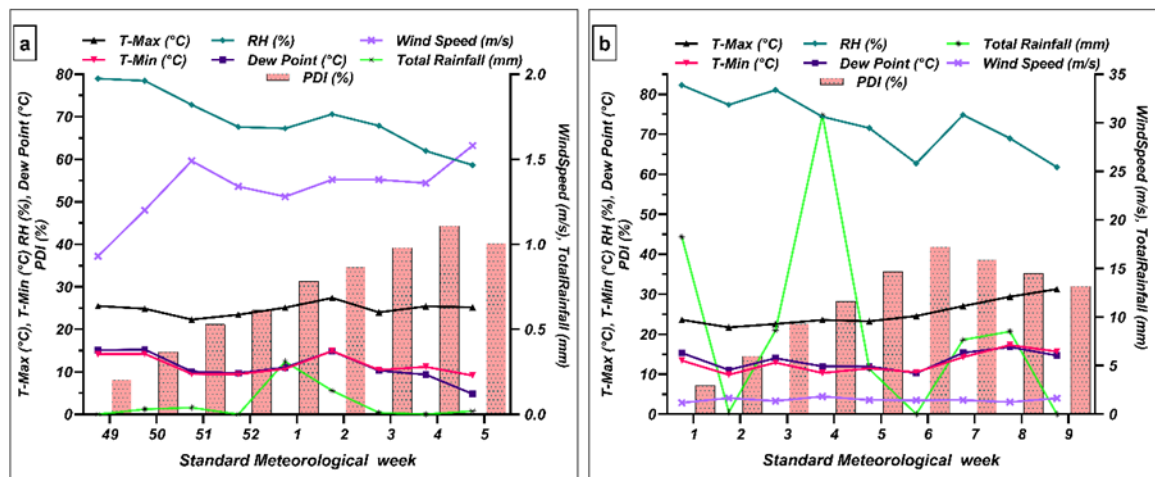 a
T-Max (°C)
RH (%)
Wind Speed (m/s)
T-Min (°C)
Dew Point (°C)
Total Rainfall (mm)
PDI (%)
T-Max (°C), T-Min (°C) RH (%), Dew Point (°C)
PDI (%)
80
70
60
50
40
30
20
10
0
2.0
1.5
1.0
0.5
0.0
WindSpeed (m/s), TotalRainfall (mm)
49
50
51
52
1
2
3
4
5
Standard Meteorological week
b
T-Max (°C)
RH (%)
Total Rainfall (mm)
T-Min (°C)
Dew Point (°C)
Wind Speed (m/s)
PDI (%)
T-Max (°C), T-Min (°C) RH (%), Dew Point (°C)
PDI (%)
80
70
60
50
40
30
20
10
0
35
30
25
20
15
10
5
0
WindSpeed (m/s), TotalRainfall (mm)
1
2
3
4
5
6
7
8
9
Standard Meteorological week